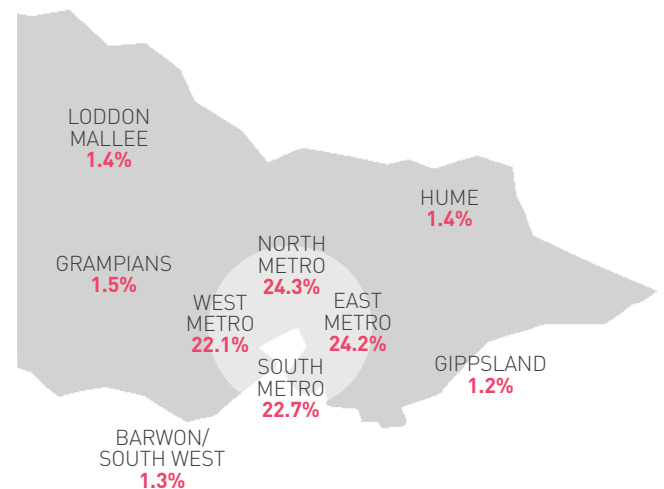 LODDON
MALLEE
1.4%
HUME
1.4%
GRAMPIANS
1.5%
NORTH
METRO
24.3%
WEST
METRO
22.1%
EAST
METRO
24.2%
SOUTH
METRO
22.7%
GIPPSLAND
1.2%
BARWON/
SOUTH WEST
1.3%